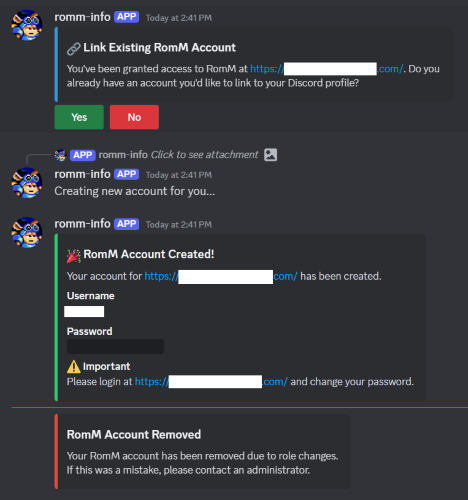 romm-info APP Today at 2:41 PM
🔗 Link Existing RomM Account
You've been granted access to RomM at https:// .com/. Do you
already have an account you'd like to link to your Discord profile?
Yes No
APP romm-info Click to see attachment
romm-info APP Today at 2:41 PM
Creating new account for you...
romm-info APP Today at 2:41 PM
🎉 RomM Account Created!
Your account for https:// com/ has been created.
Username
Password
⚠️ Important
Please login at https:// .com/ and change your password.
RomM Account Removed
Your RomM account has been removed due to role changes.
If this was a mistake, please contact an administrator.